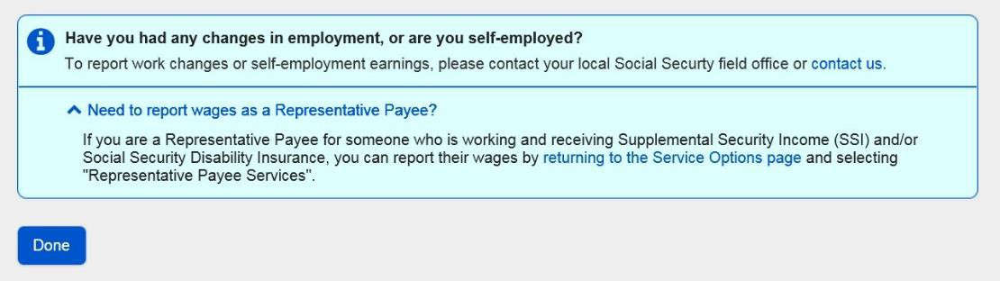 Have you had any changes in employment, or are you self-employed?
To report work changes or self-employment earnings, please contact your local Social Securty field office or contact us.
Need to report wages as a Representative Payee?
If you are a Representative Payee for someone who is working and receiving Supplemental Security Income (SSI) and/or
Social Security Disability Insurance, you can report their wages by returning to the Service Options page and selecting
"Representative Payee Services".
Done